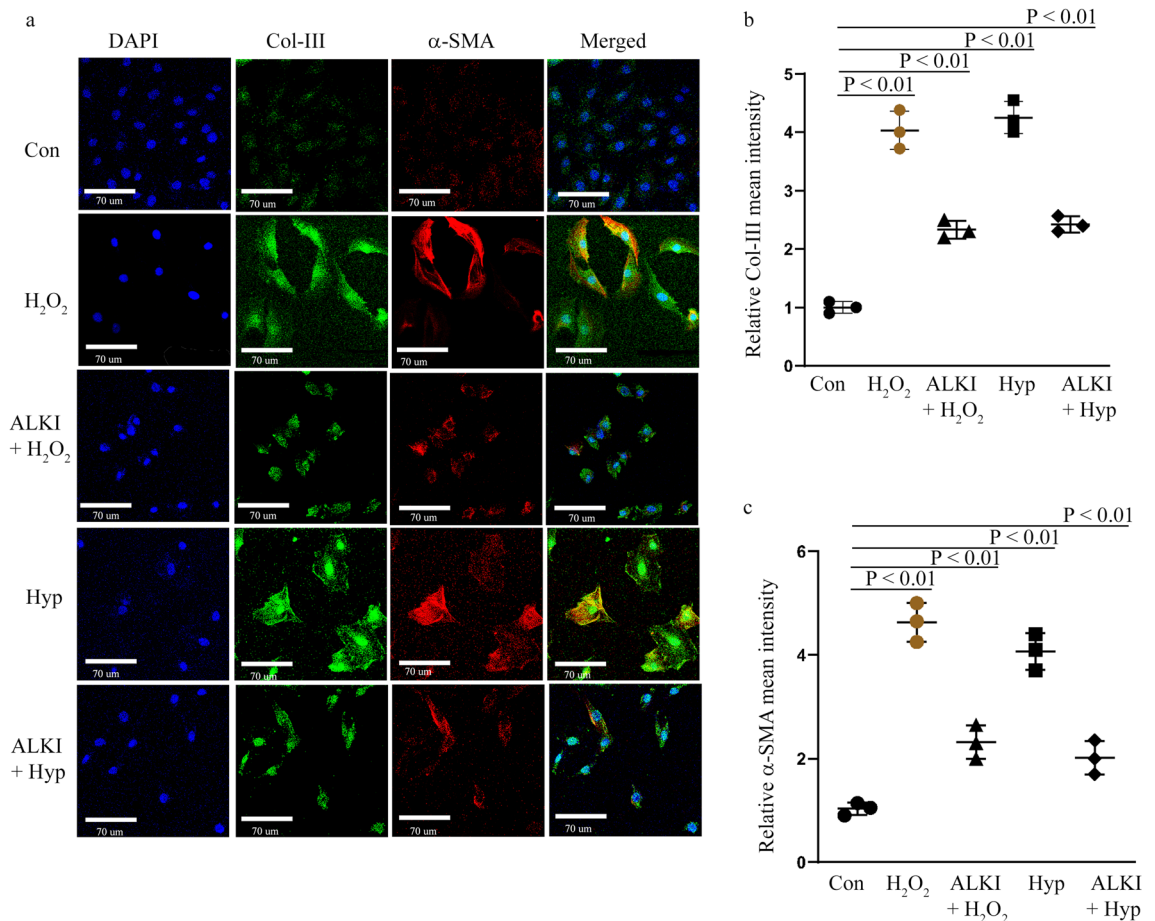 a
DAPI Col-III α-SMA Merged
Con
70 um 70 um 70 um 70 um
H₂O₂
70 um 70 um 70 um 70 um
ALKI
+ H₂O₂
70 um 70 um 70 um 70 um
Hyp
70 um 70 um 70 um 70 um
ALKI
+ Hyp
70 um 70 um 70 um 70 um
b
P < 0.01
P < 0.01
P < 0.01
P < 0.01
Relative Col-III mean intensity
5
4
3
2
1
0
Con H₂O₂ ALKI Hyp ALKI
+ H₂O₂ + Hyp
c
P < 0.01
P < 0.01
P < 0.01
P < 0.01
Relative α-SMA mean intensity
6
4
2
0
Con H₂O₂ ALKI Hyp ALKI
+ H₂O₂ + Hyp